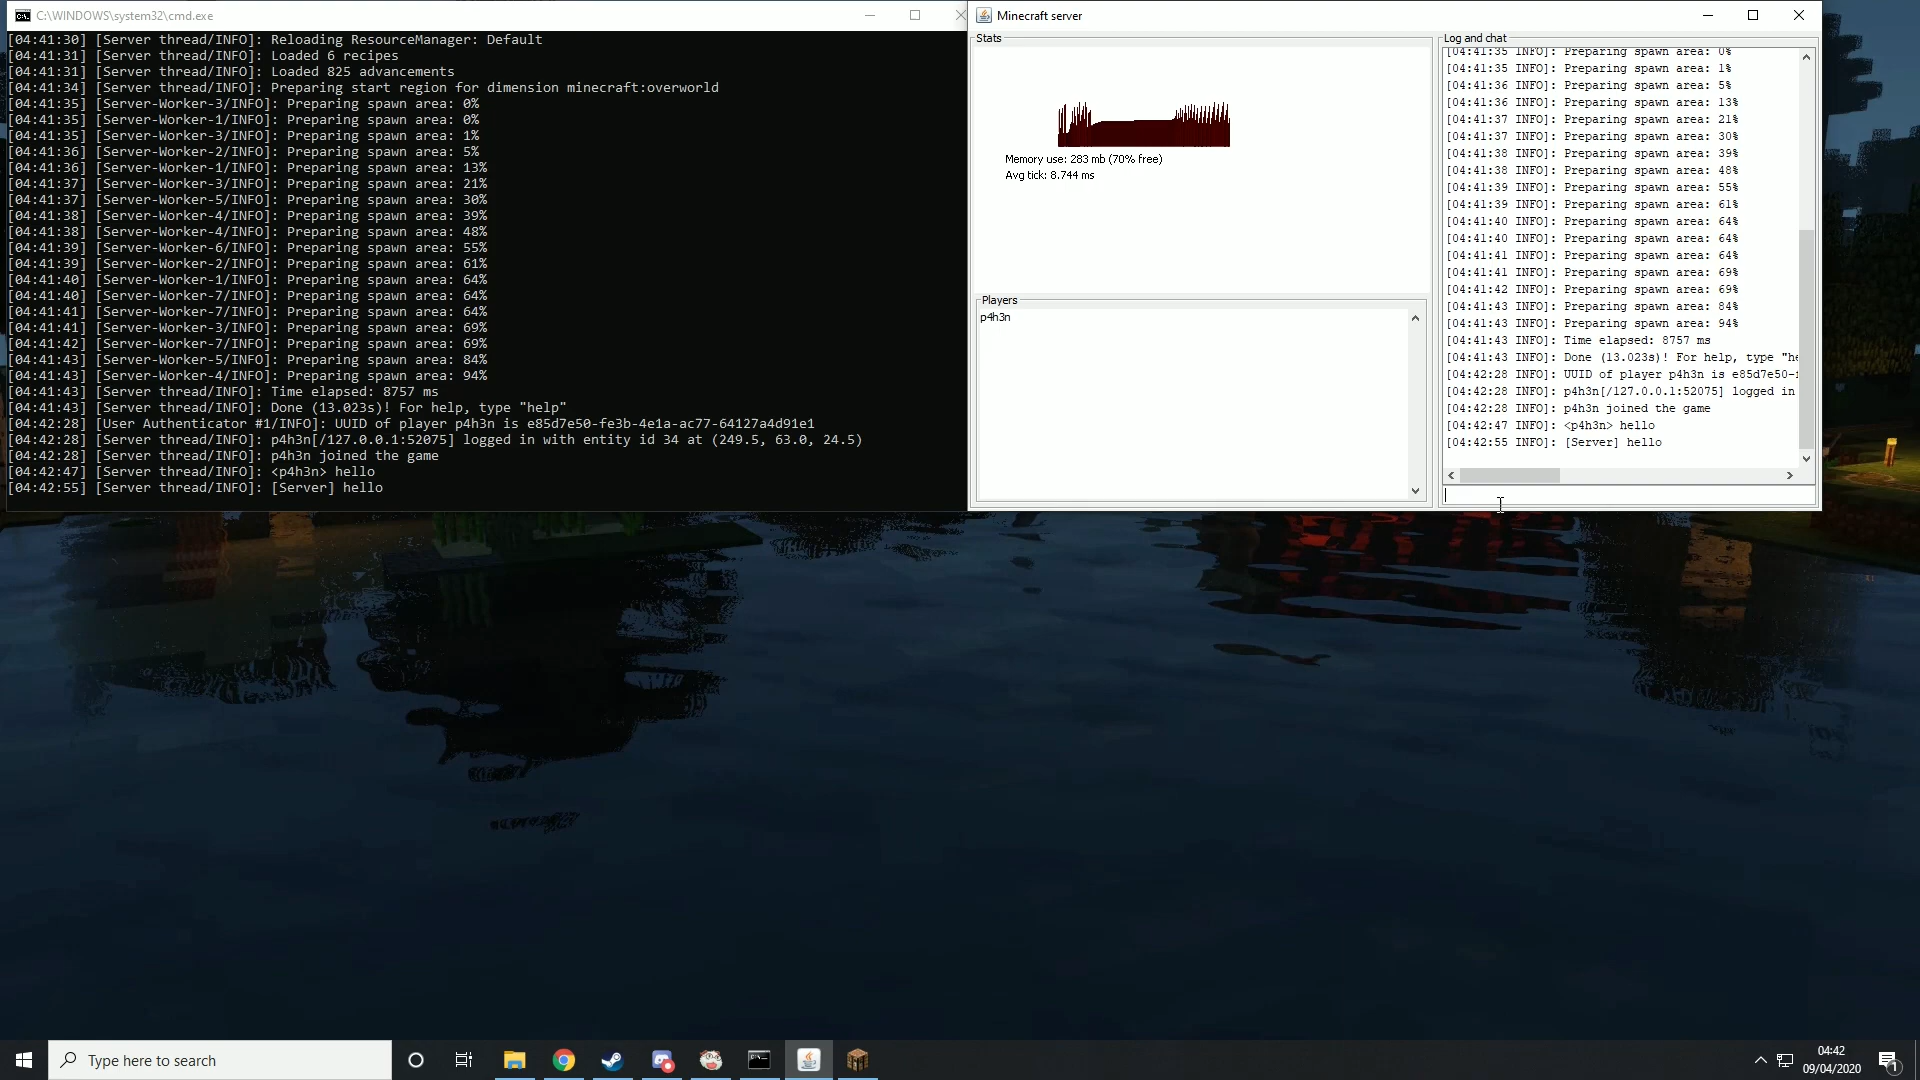 C:\WINDOWS\system32\cmd.exe
[04:41:30] [Server thread/INFO]: Reloading ResourceManager: Default
[04:41:31] [Server thread/INFO]: Loaded 6 recipes
[04:41:31] [Server thread/INFO]: Loaded 825 advancements
[04:41:34] [Server thread/INFO]: Preparing start region for dimension minecraft:overworld
[04:41:35] [Server-Worker-3/INFO]: Preparing spawn area: 0%
[04:41:35] [Server-Worker-1/INFO]: Preparing spawn area: 0%
[04:41:35] [Server-Worker-3/INFO]: Preparing spawn area: 1%
[04:41:36] [Server-Worker-2/INFO]: Preparing spawn area: 5%
[04:41:36] [Server-Worker-1/INFO]: Preparing spawn area: 13%
[04:41:37] [Server-Worker-3/INFO]: Preparing spawn area: 21%
[04:41:37] [Server-Worker-5/INFO]: Preparing spawn area: 30%
[04:41:38] [Server-Worker-4/INFO]: Preparing spawn area: 39%
[04:41:38] [Server-Worker-4/INFO]: Preparing spawn area: 48%
[04:41:39] [Server-Worker-6/INFO]: Preparing spawn area: 55%
[04:41:39] [Server-Worker-2/INFO]: Preparing spawn area: 61%
[04:41:40] [Server-Worker-1/INFO]: Preparing spawn area: 64%
[04:41:40] [Server-Worker-7/INFO]: Preparing spawn area: 64%
[04:41:41] [Server-Worker-7/INFO]: Preparing spawn area: 64%
[04:41:41] [Server-Worker-3/INFO]: Preparing spawn area: 69%
[04:41:42] [Server-Worker-7/INFO]: Preparing spawn area: 69%
[04:41:43] [Server-Worker-5/INFO]: Preparing spawn area: 84%
[04:41:43] [Server-Worker-4/INFO]: Preparing spawn area: 94%
[04:41:43] [Server thread/INFO]: Time elapsed: 8757 ms
[04:41:43] [Server thread/INFO]: Done (13.023s)! For help, type "help"
[04:42:28] [User Authenticator #1/INFO]: UUID of player p4h3n is e85d7e50-fe3b-4e1a-ac77-64127a4d91e1
[04:42:28] [Server thread/INFO]: p4h3n[/127.0.0.1:52075] logged in with entity id 34 at (249.5, 63.0, 24.5)
[04:42:28] [Server thread/INFO]: p4h3n joined the game
[04:42:47] [Server thread/INFO]: <p4h3n> hello
[04:42:55] [Server thread/INFO]: [Server] hello
Minecraft server
Stats
Memory use: 283 mb (70% free)
Avg tick: 8.744 ms
Players
p4h3n
Log and chat
[04:41:35 INFO]: Preparing spawn area: 0%
[04:41:35 INFO]: Preparing spawn area: 1%
[04:41:36 INFO]: Preparing spawn area: 5%
[04:41:36 INFO]: Preparing spawn area: 13%
[04:41:37 INFO]: Preparing spawn area: 21%
[04:41:37 INFO]: Preparing spawn area: 30%
[04:41:38 INFO]: Preparing spawn area: 39%
[04:41:38 INFO]: Preparing spawn area: 48%
[04:41:39 INFO]: Preparing spawn area: 55%
[04:41:39 INFO]: Preparing spawn area: 61%
[04:41:40 INFO]: Preparing spawn area: 64%
[04:41:40 INFO]: Preparing spawn area: 64%
[04:41:41 INFO]: Preparing spawn area: 64%
[04:41:41 INFO]: Preparing spawn area: 69%
[04:41:42 INFO]: Preparing spawn area: 69%
[04:41:43 INFO]: Preparing spawn area: 84%
[04:41:43 INFO]: Preparing spawn area: 94%
[04:41:43 INFO]: Time elapsed: 8757 ms
[04:41:43 INFO]: Done (13.023s)! For help, type "he
[04:42:28 INFO]: UUID of player p4h3n is e85d7e50-
[04:42:28 INFO]: p4h3n[/127.0.0.1:52075] logged in
[04:42:28 INFO]: p4h3n joined the game
[04:42:47 INFO]: <p4h3n> hello
[04:42:55 INFO]: [Server] hello
Type here to search
04:42
09/04/2020
1